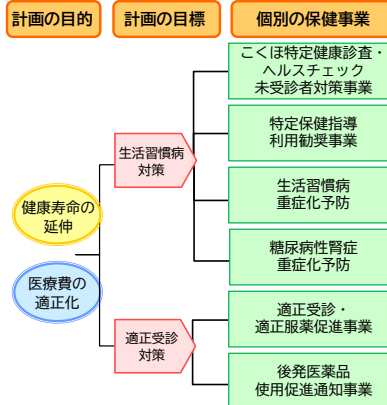 計画の目的
計画の目標
個別の保健事業
健康寿命の
延伸
医療費の
適正化
生活習慣病
対策
適正受診
対策
こくほ特定健康診査・
ヘルスチェック
未受診者対策事業
特定保健指導
利用勧奨事業
生活習慣病
重症化予防
糖尿病性腎症
重症化予防
適正受診・
適正服薬促進事業
後発医薬品
使用促進通知事業